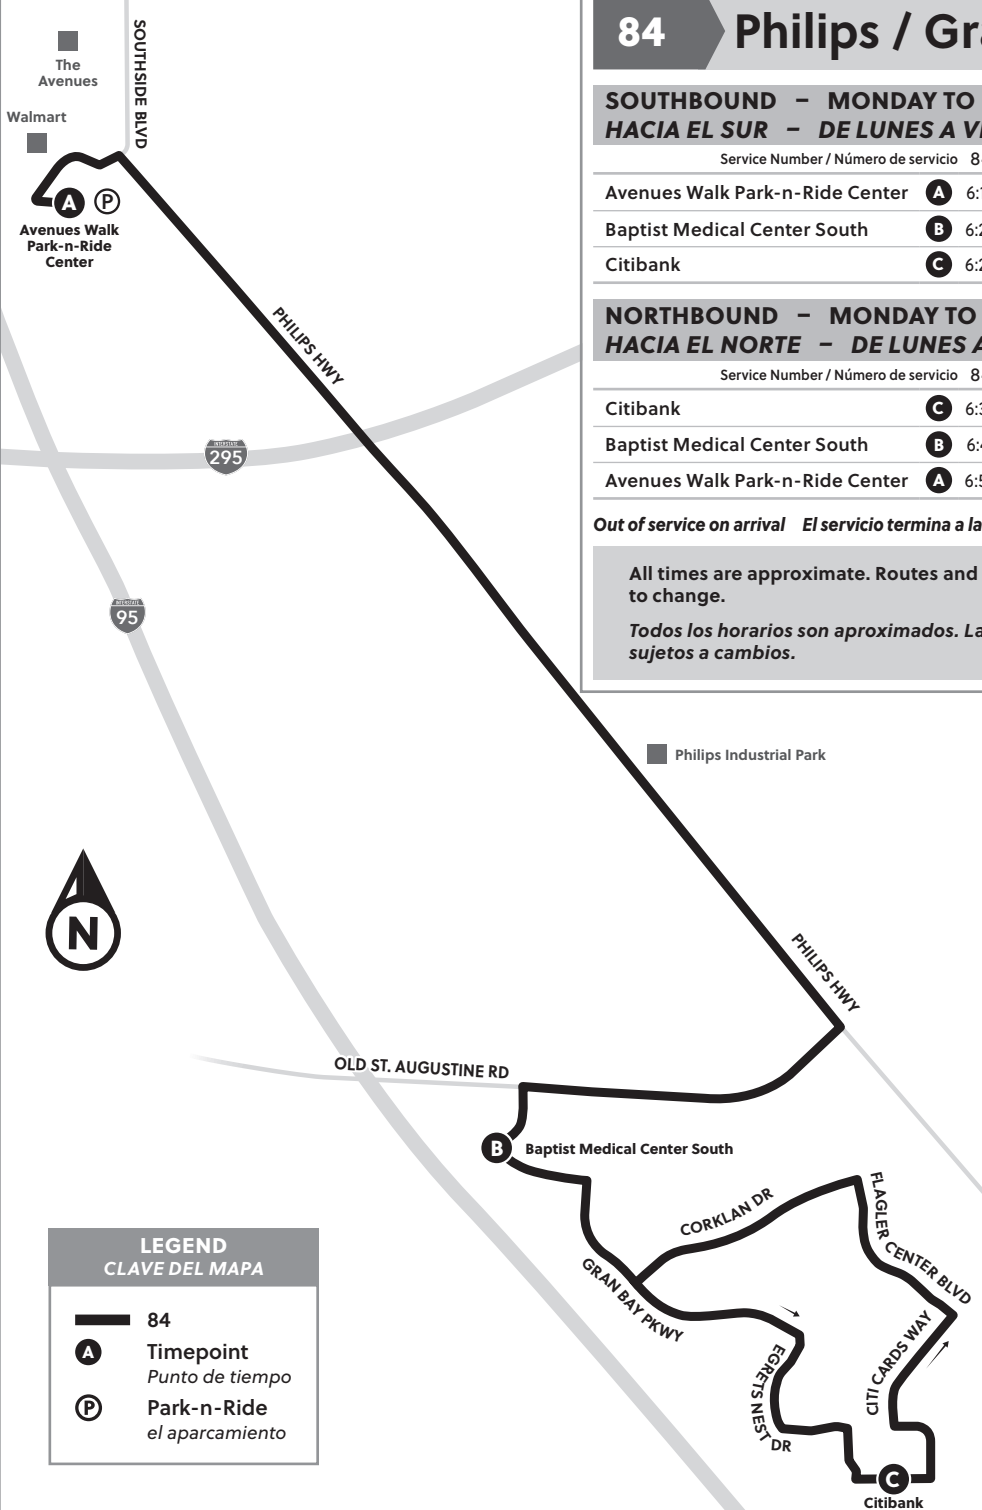 The
Avenues
Walmart
SOUTHSIDE BLVD
A
P
Avenues Walk
Park-n-Ride
Center
PHILIPS HWY
INTERSTATE
295
INTERSTATE
95
84 Philips /
SOUTHBOUND – MONDAY TO
HACIA EL SUR – DE LUNES A
Service Number / Número de servicio
Avenues Walk Park-n-Ride Center A
Baptist Medical Center South B
Citibank C
NORTHBOUND – MONDAY TO
HACIA EL NORTE – DE LUNES A
Service Number / Número de servicio
Citibank C
Baptist Medical Center South B
Avenues Walk Park-n-Ride Center A
Out of service on arrival El servicio termina a la
All times are approximate. Routes and
to change.
Todos los horarios son aproximados.
sujetos a cambios.
Philips Industrial Park
N
PHILIPS HWY
OLD ST. AUGUSTINE RD
B
Baptist Medical Center South
CORKLAN DR
FLAGLER CENTER BLVD
GRAN BAY PKWY
EGRETS NEST DR
CITI CARDS WAY
C
Citibank
LEGEND
CLAVE DEL MAPA
84
A Timepoint
Punto de tiempo
P Park-n-Ride
el aparcamiento